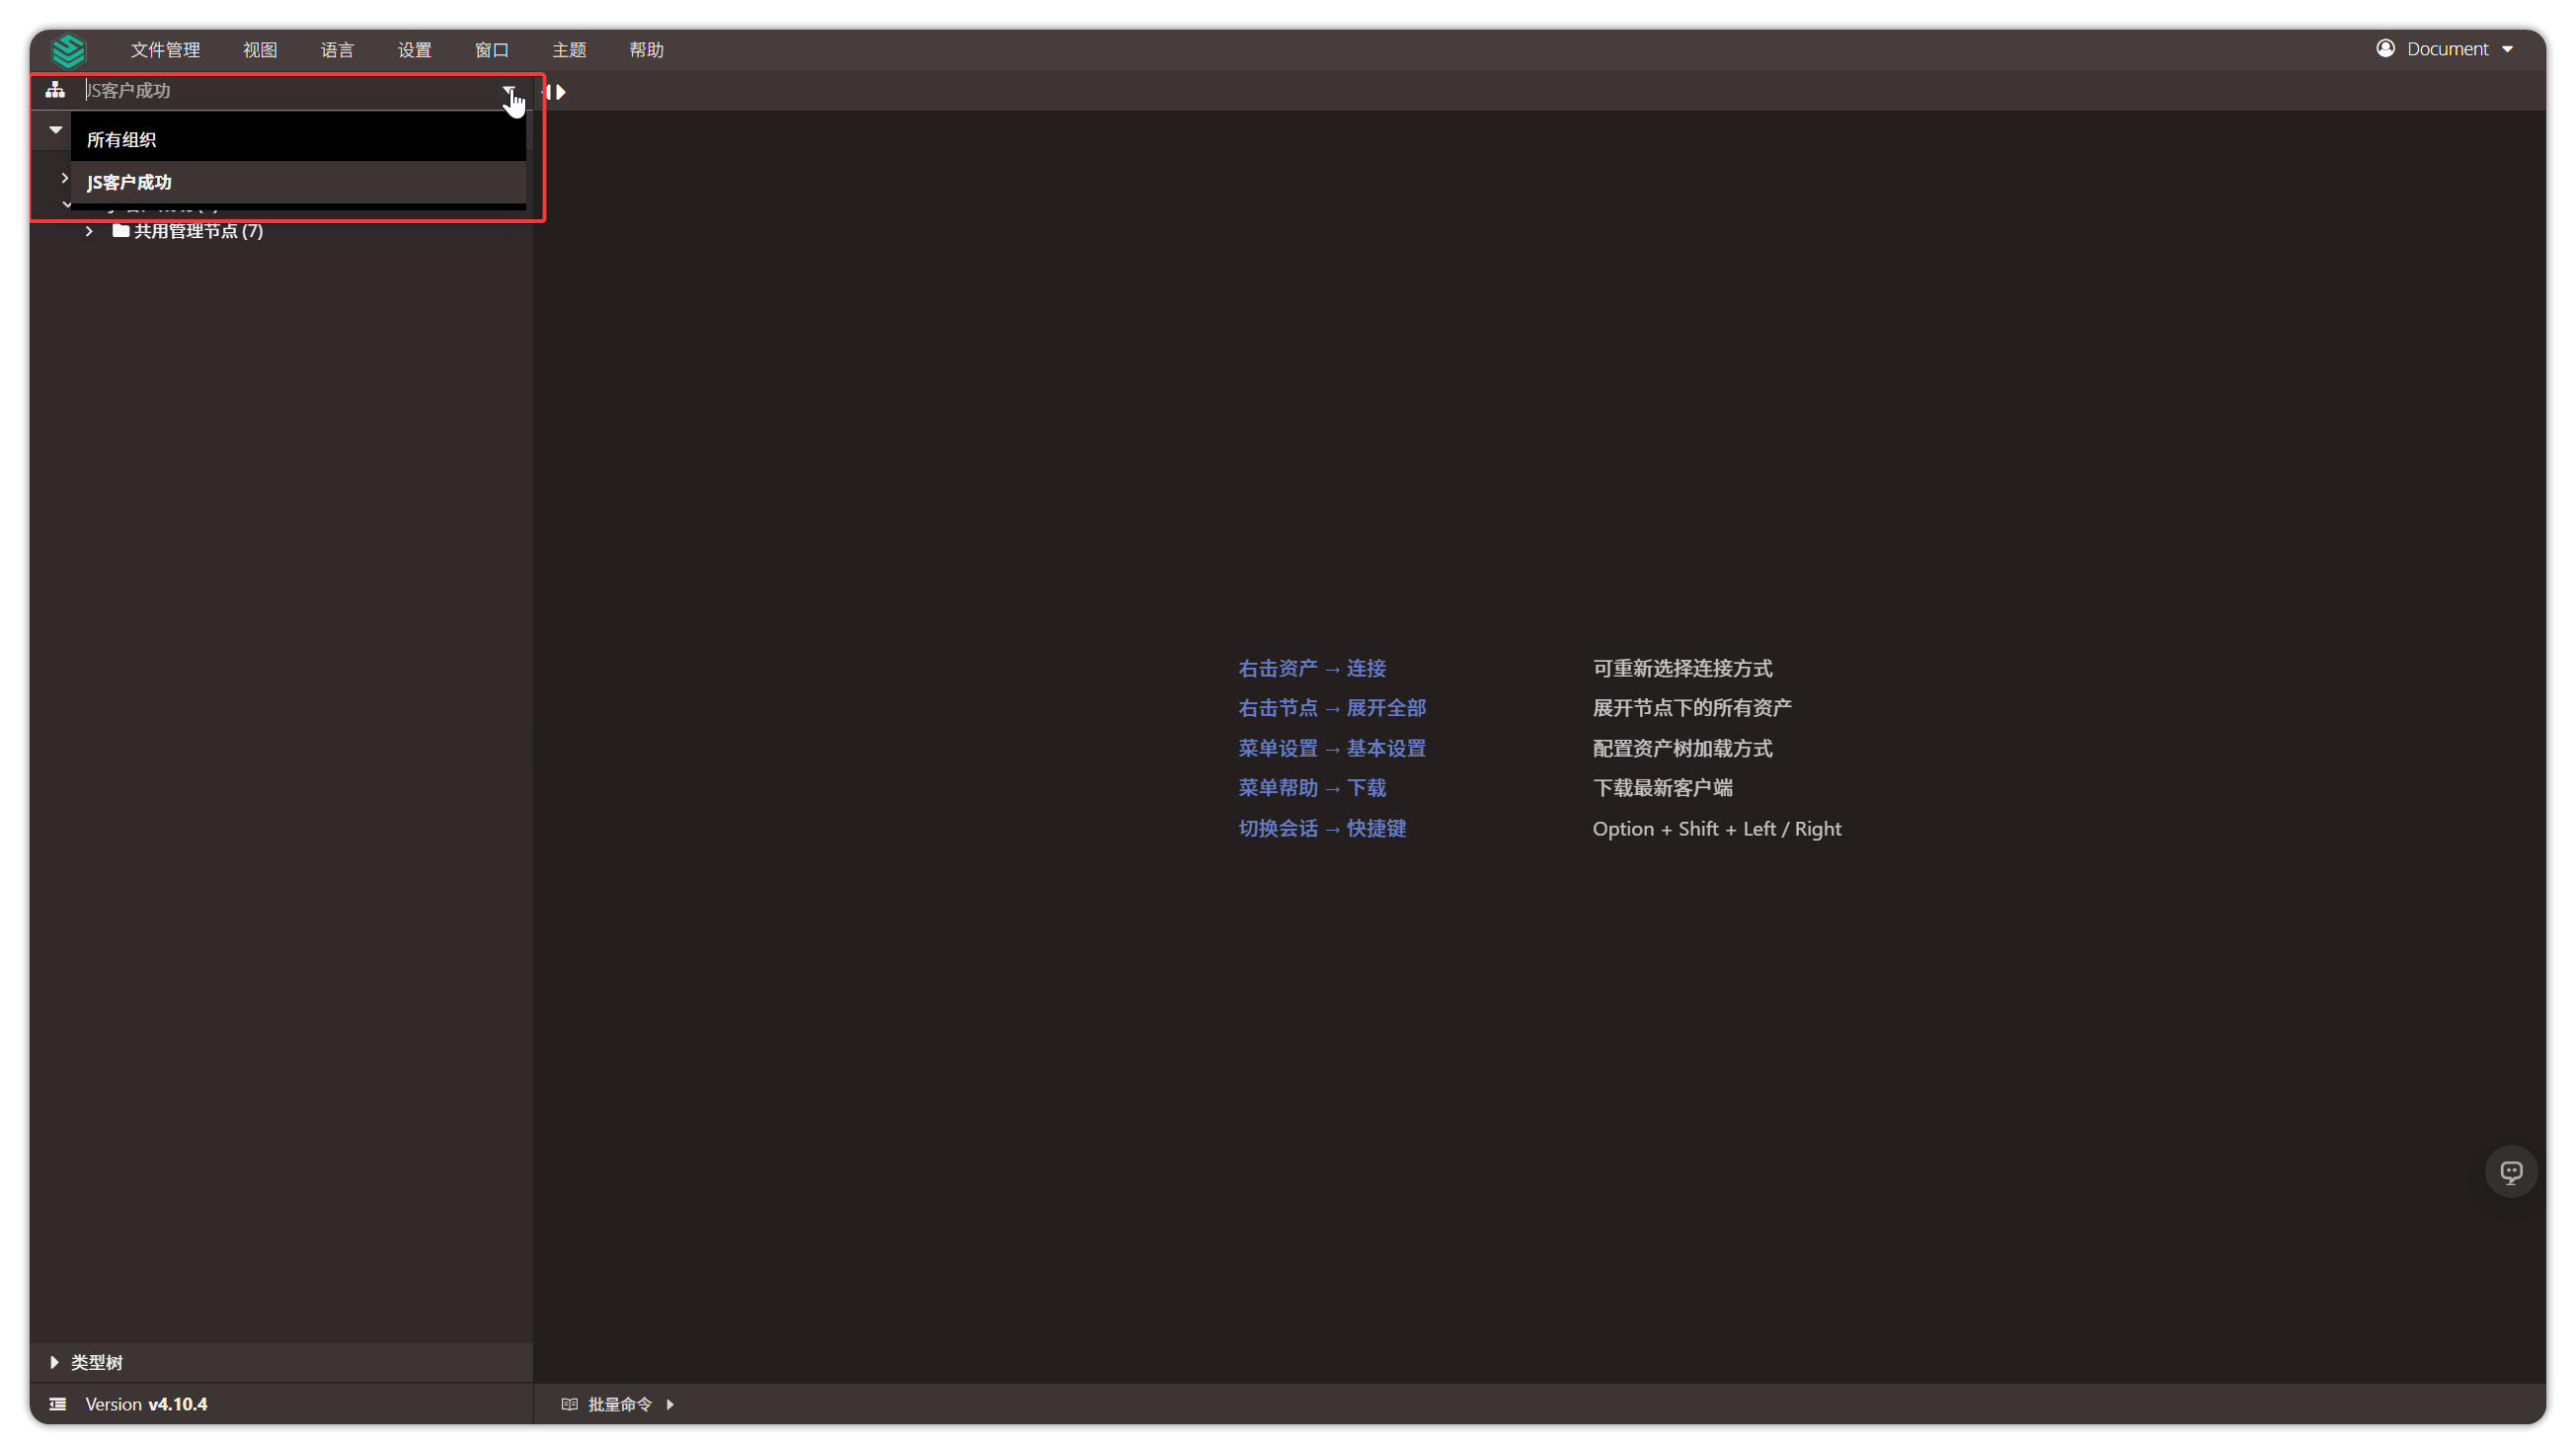 文件管理 视图 语言 设置 窗口 主题 帮助 Document
JS客户成功
所有组织
JS客户成功
共用管理节点 (7)
右击资产 → 连接 可重新选择连接方式
右击节点 → 展开全部 展开节点下的所有资产
菜单设置 → 基本设置 配置资产树加载方式
菜单帮助 → 下载 下载最新客户端
切换会话 → 快捷键 Option + Shift + Left / Right
类型树
Version v4.10.4 批量命令